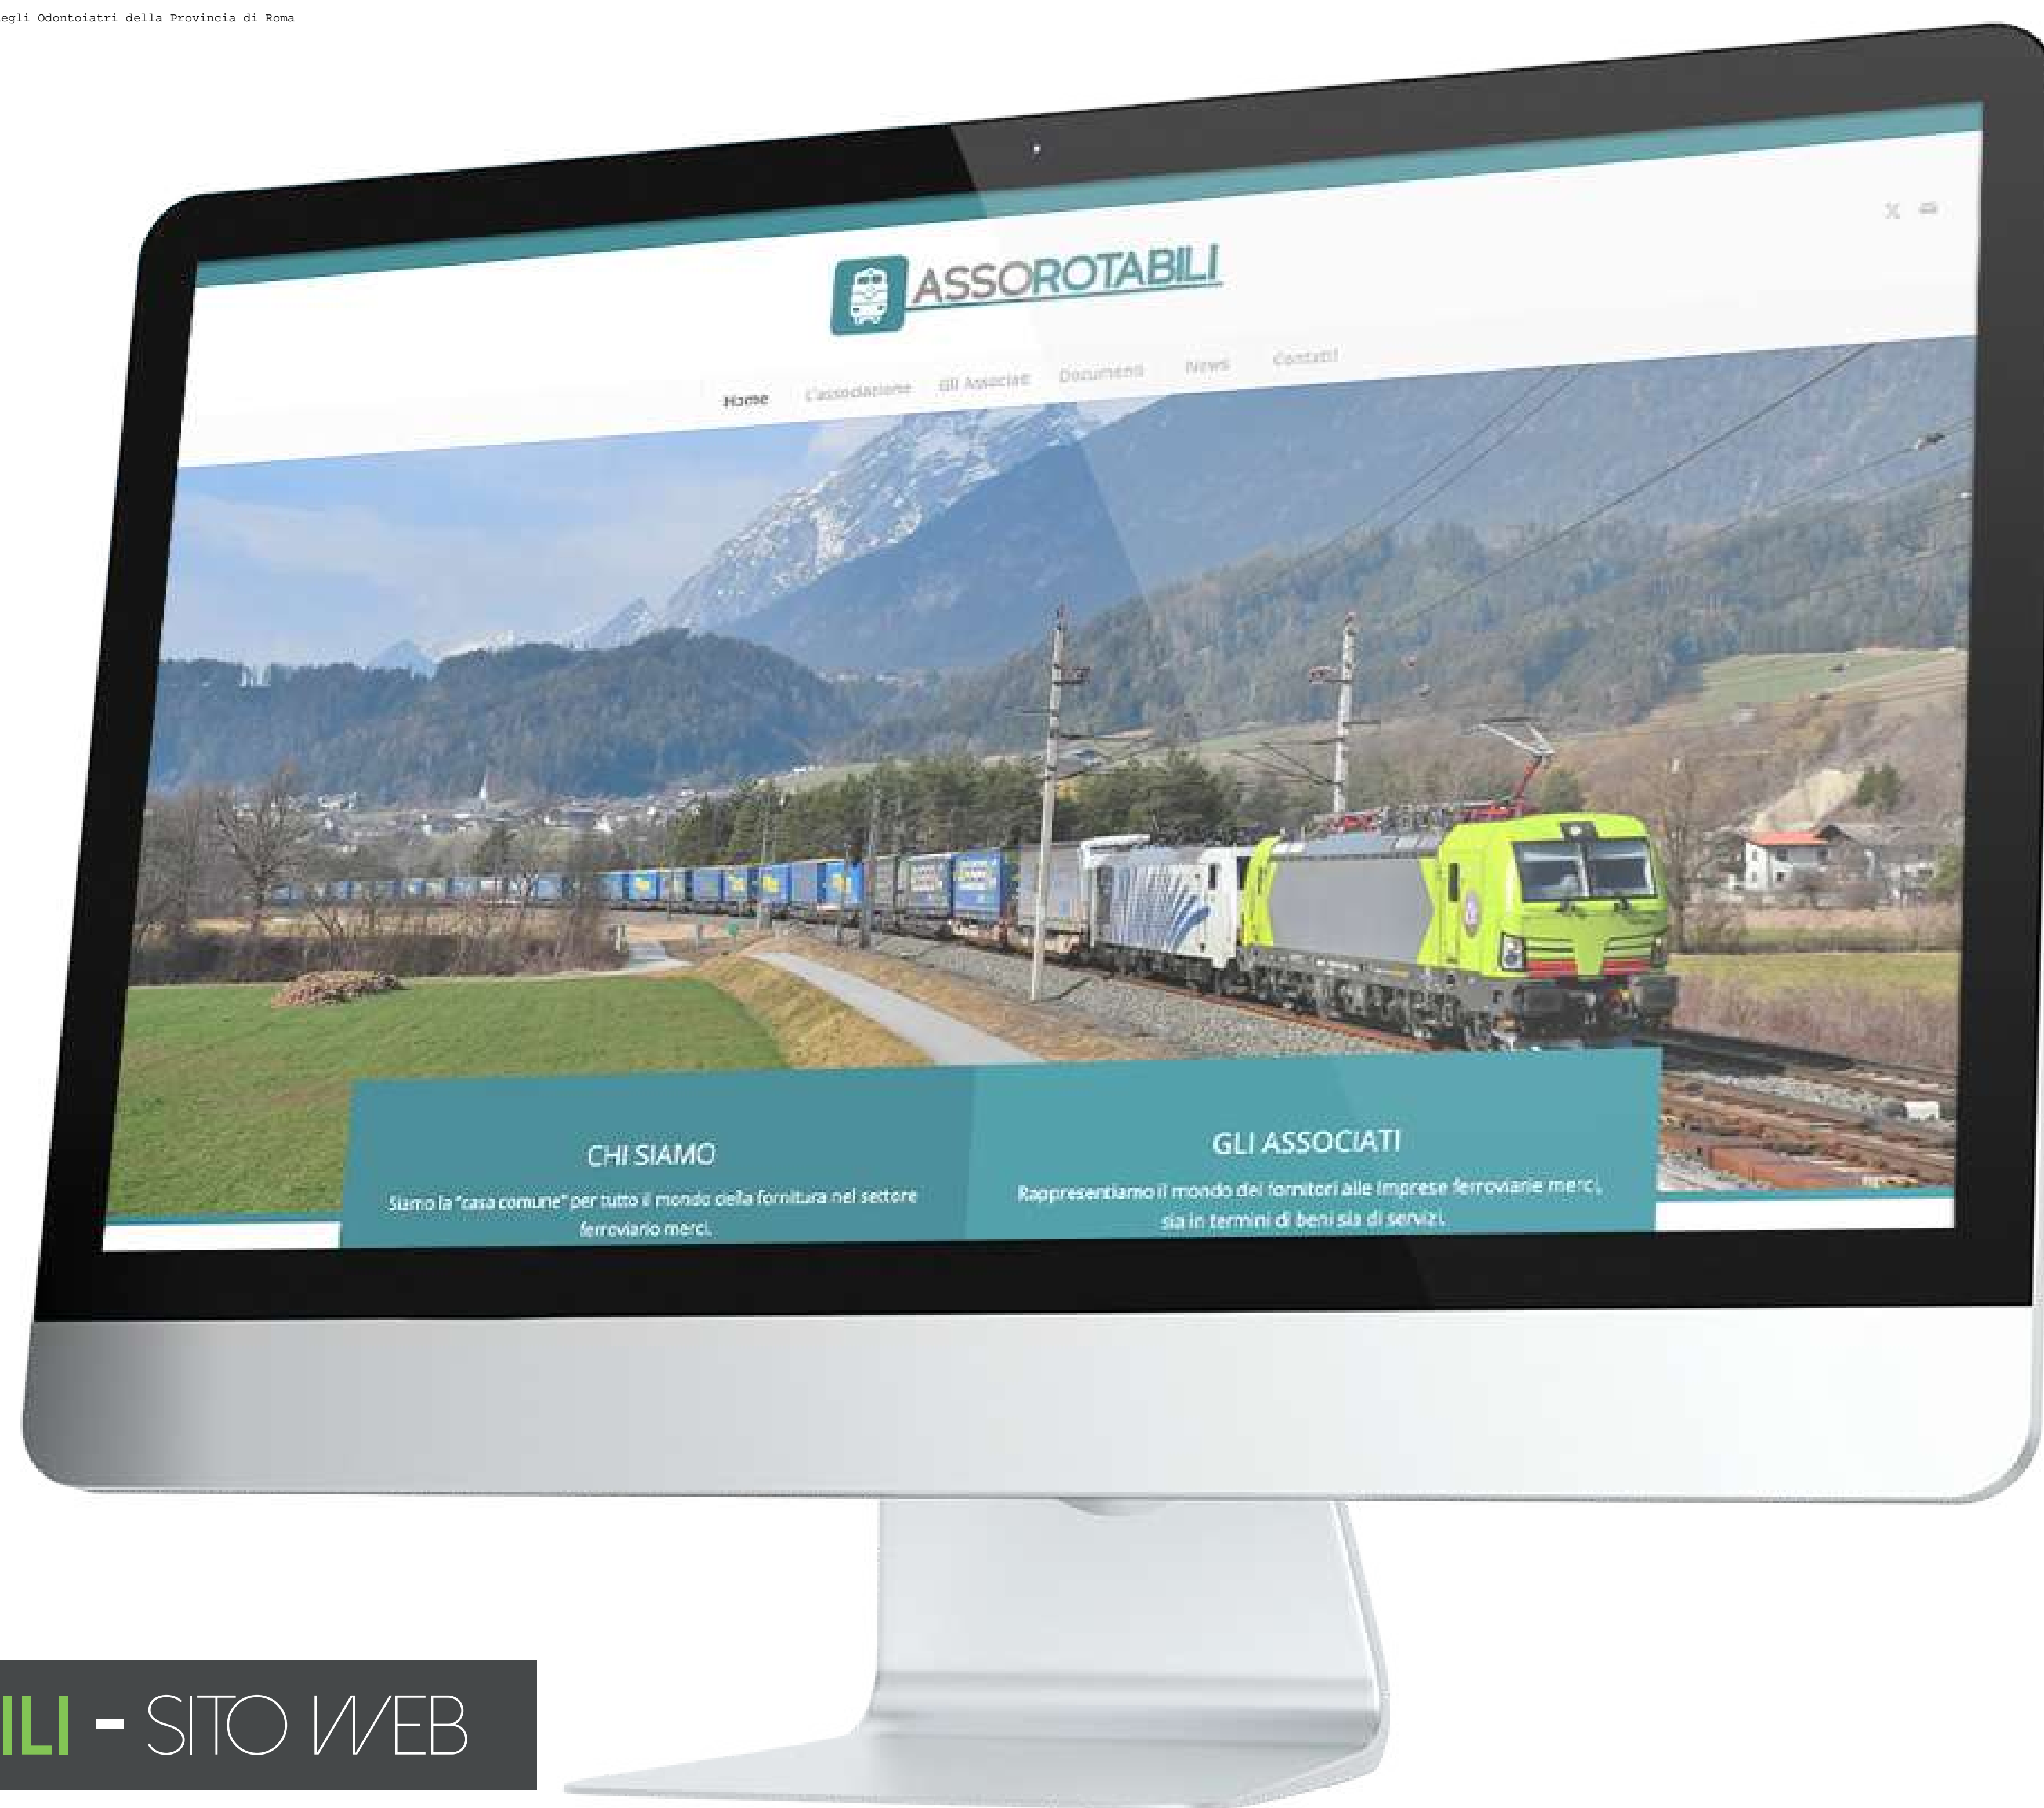 egli Odontoiatri della Provincia di Roma
ASSOROTABILI
Home L'associazione Gli Associati Documenti News Contatti
CHI SIAMO
Siamo la "casa comune" per tutto il mondo della fornitura nel settore
ferroviario merci.
GLI ASSOCIATI
Rappresentiamo il mondo dei fornitori alle imprese ferroviarie merci,
sia in termini di beni sia di servizi.
ILI - SITO WEB